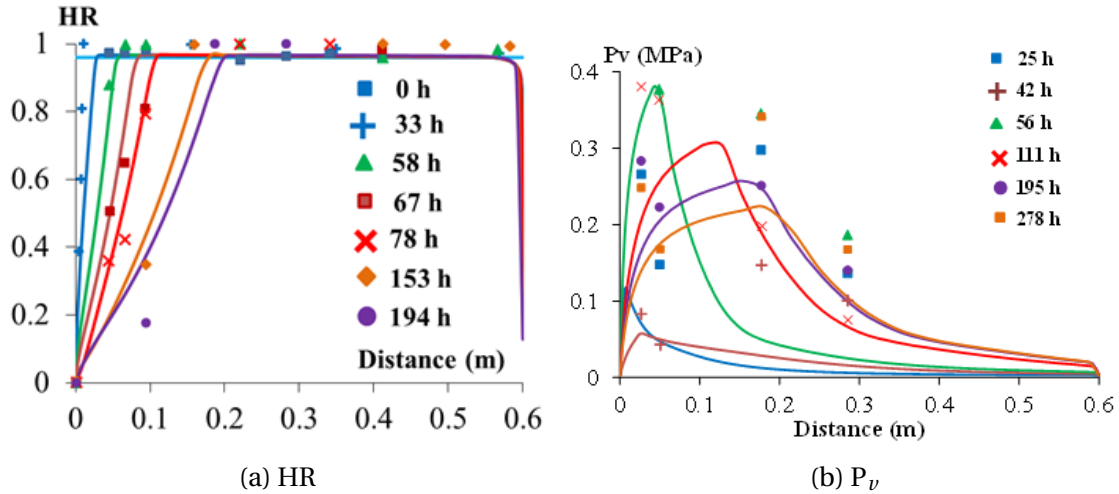 HR
1
0.8
0.6
0.4
0.2
0
0 0.1 0.2 0.3 0.4 0.5 0.6
Distance (m)
0 h
33 h
58 h
67 h
78 h
153 h
194 h
(a) HR
Pv (MPa)
0.4
0.3
0.2
0.1
0
0 0.1 0.2 0.3 0.4 0.5 0.6
Distance (m)
25 h
42 h
56 h
111 h
195 h
278 h
(b) Pv